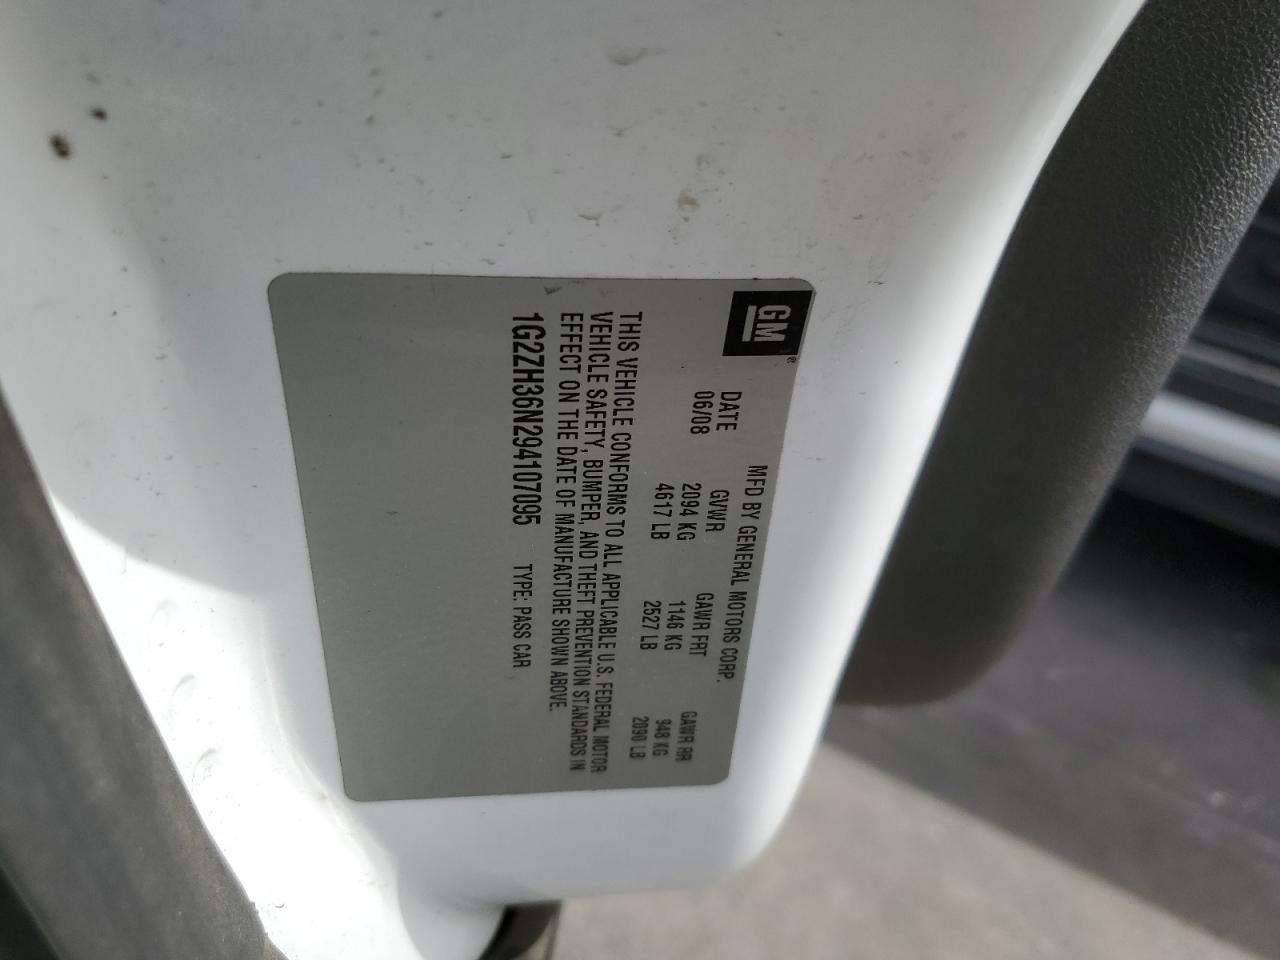 GM®
MFD BY GENERAL MOTORS CORP.
DATE GVWR GAWR FRT GAWR RR
06/08 2094 KG 1146 KG 948 KG
4617 LB 2527 LB 2090 LB
THIS VEHICLE CONFORMS TO ALL APPLICABLE U.S. FEDERAL MOTOR
VEHICLE SAFETY, BUMPER, AND THEFT PREVENTION STANDARDS IN
EFFECT ON THE DATE OF MANUFACTURE SHOWN ABOVE.
1G2ZH36N294107095 TYPE: PASS CAR